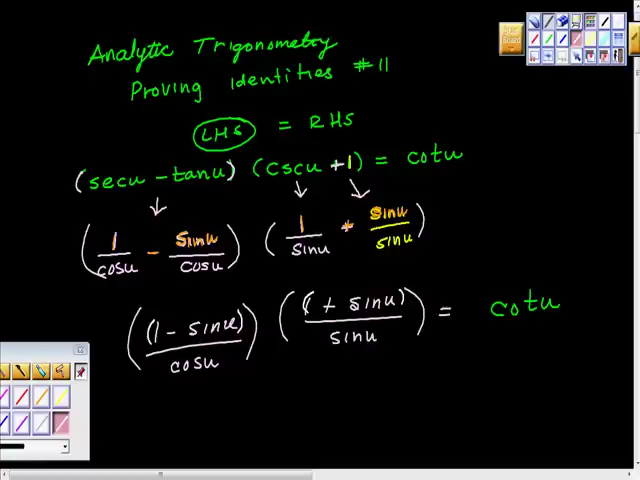 Analytic Trigonometry
Proving Identities #11
LHS = RHS
(secu - tanu) (cscu + 1) = cotu
(1/cosu - sinu/cosu) (1/sinu + sinu/sinu)
((1 - sinu)/cosu) ((1 + sinu)/sinu) = cotu